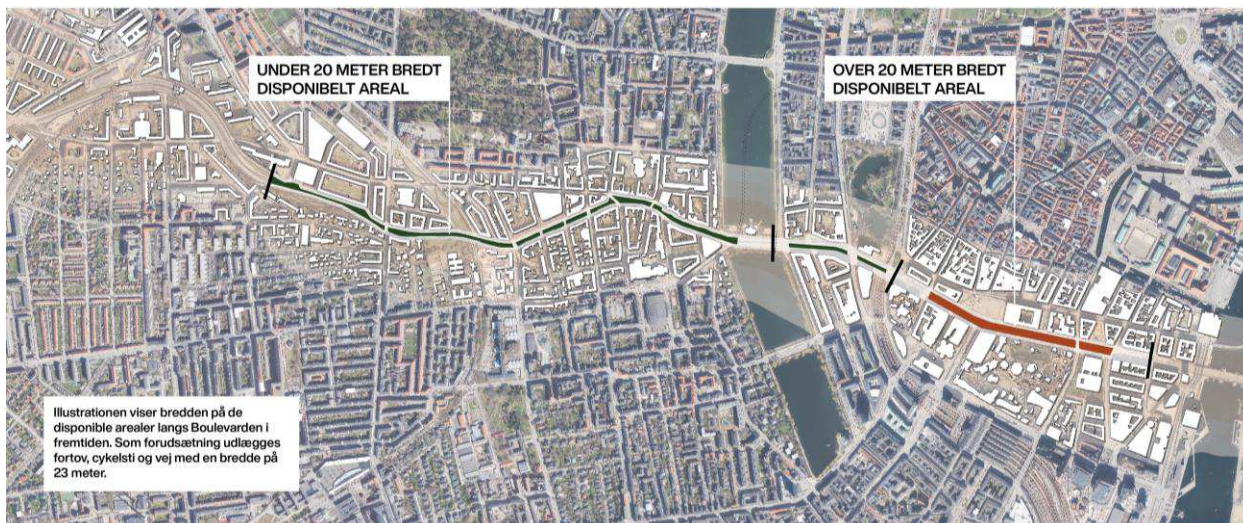 UNDER 20 METER BREDT
DISPONIBELT AREAL
OVER 20 METER BREDT
DISPONIBELT AREAL
Illustrationen viser bredden på de
disponible arealer langs Boulevarden i
fremtiden. Som forudsætning udlægges
fortov, cykelsti og vej med en bredde på
23 meter.